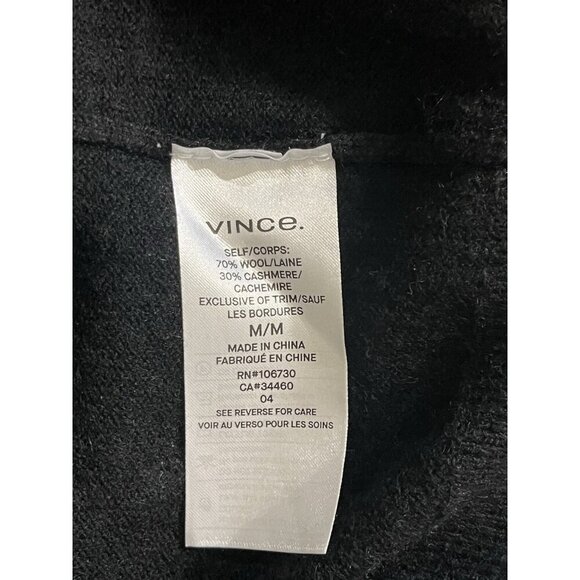 VINCE.
SELF/CORPS:
70% WOOL/LAINE
30% CASHMERE/
CACHEMIRE
EXCLUSIVE OF TRIM/SAUF
LES BORDURES
M/M
MADE IN CHINA
FABRIQUÉ EN CHINE
RN#106730
CA#34460
04
SEE REVERSE FOR CARE
VOIR AU VERSO POUR LES SOINS